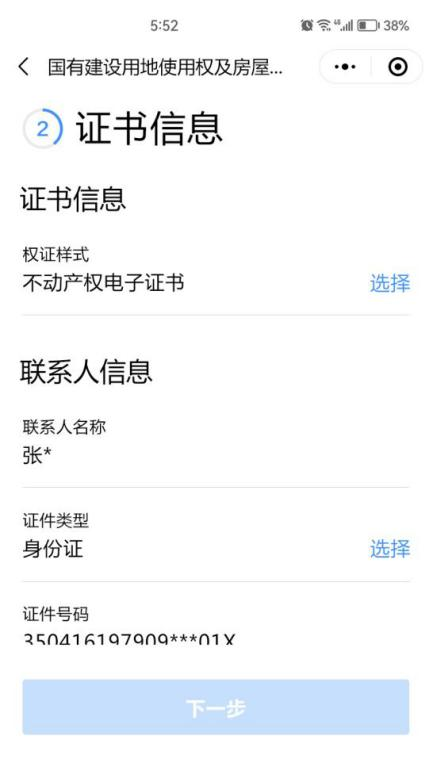 5:52
38%
国有建设用地使用权及房屋...
2 证书信息
证书信息
权证样式
不动产权电子证书
选择
联系人信息
联系人名称
张*
证件类型
身份证
选择
证件号码
350416197909***01X
下一步